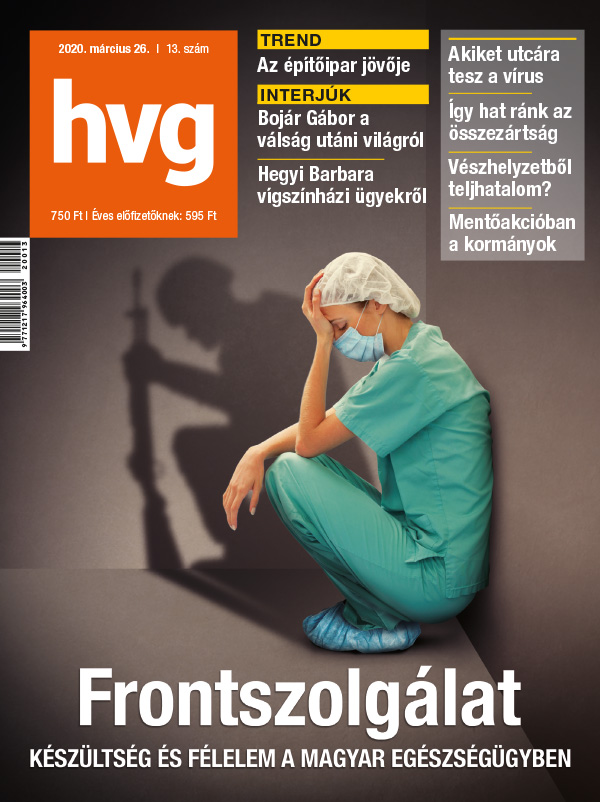 2020. március 26. | 13. szám
hvg
750 Ft | Éves előfizetőknek: 595 Ft
TREND
Az építőipar jövője
INTERJÚK
Bojár Gábor a
válság utáni világról
Hegyi Barbara
vígszínházi ügyekről
Akiket utcára
tesz a vírus
Így hat ránk az
összezártság
Vészhelyzetből
teljhatalom?
Mentőakcióban
a kormányok
20013
9 771217 964003
Frontszolgálat
KÉSZÜLTSÉG ÉS FÉLELEM A MAGYAR EGÉSZSÉGÜGYBEN